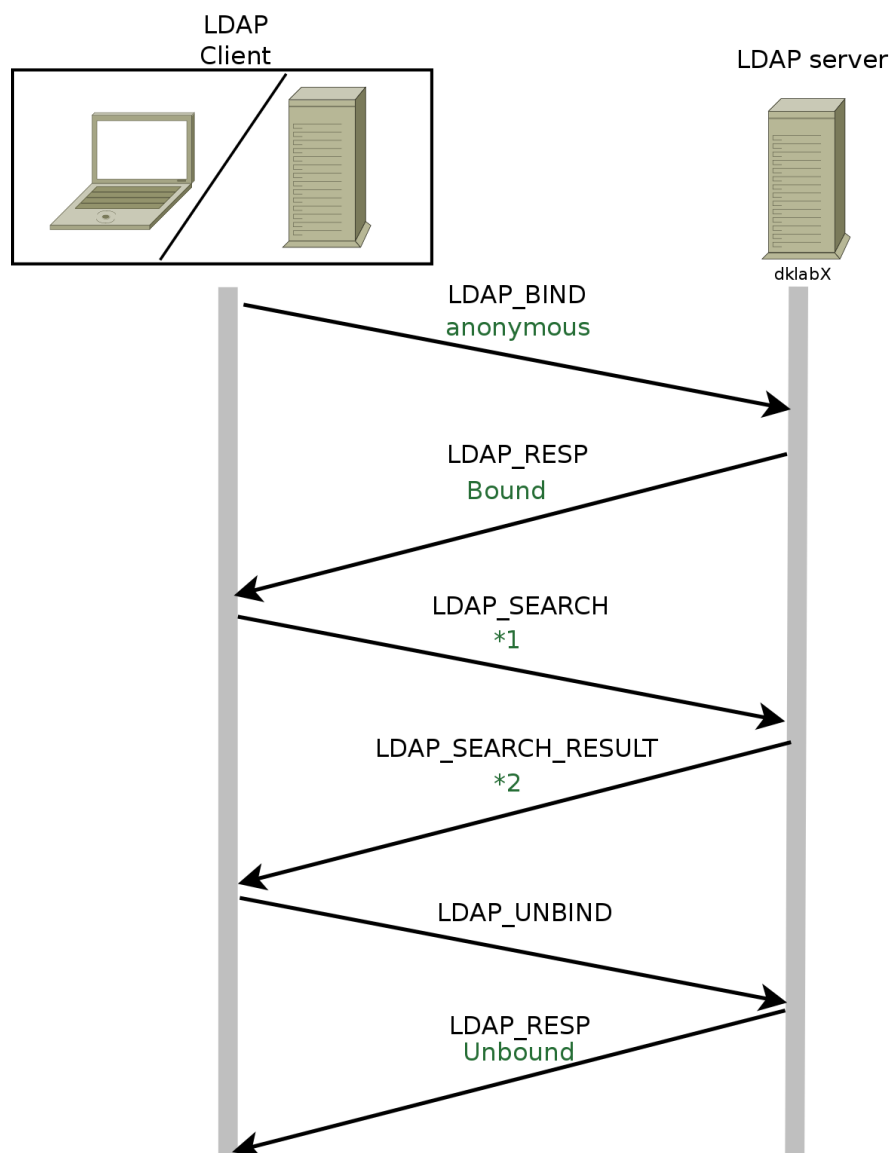 LDAP
Client
LDAP server
dklabX
LDAP_BIND
anonymous
LDAP_RESP
Bound
LDAP_SEARCH
*1
LDAP_SEARCH_RESULT
*2
LDAP_UNBIND
LDAP_RESP
Unbound